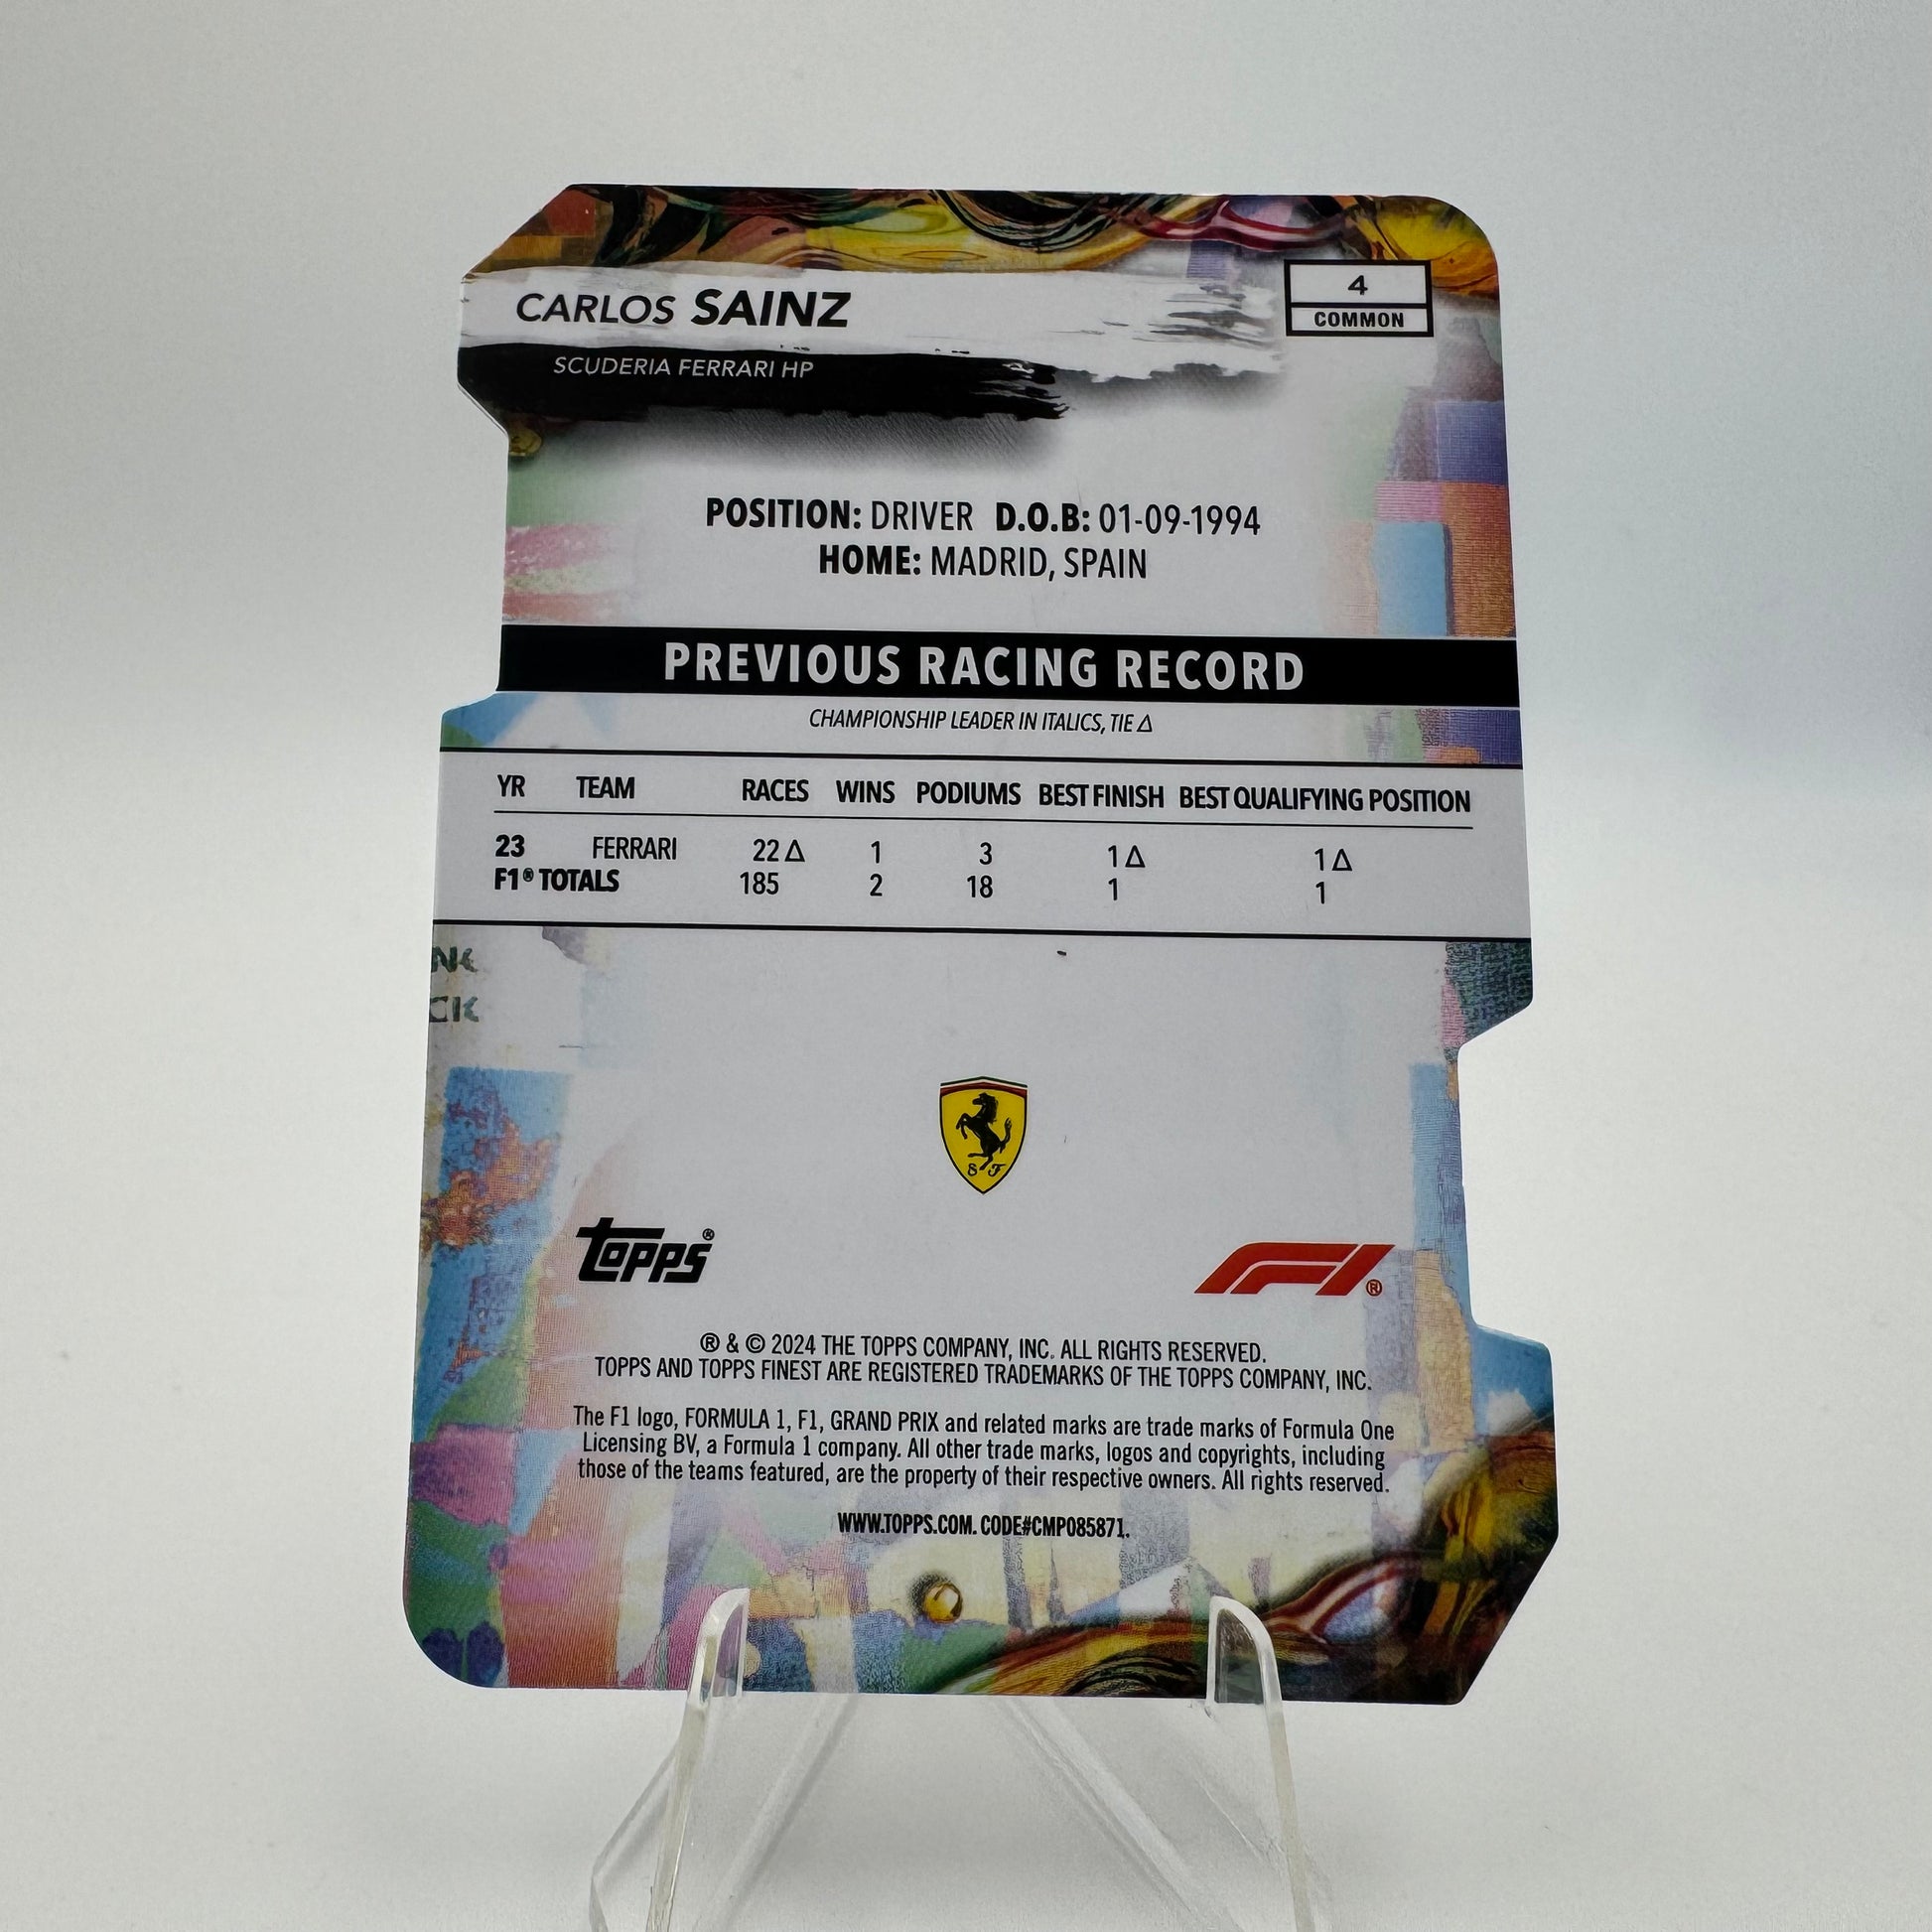 CARLOS SAINZ
4
COMMON
SCUDERIA FERRARI HP
POSITION: DRIVER D.O.B: 01-09-1994
HOME: MADRID, SPAIN
PREVIOUS RACING RECORD
CHAMPIONSHIP LEADER IN ITALICS, TIE Δ
YR TEAM RACES WINS PODIUMS BEST FINISH BEST QUALIFYING POSITION
23 FERRARI 22 Δ 1 3 1 Δ 1 Δ
F1® TOTALS 185 2 18 1 1
NK
CK
S F
topps®
F1®
® & © 2024 THE TOPPS COMPANY, INC. ALL RIGHTS RESERVED.
TOPPS AND TOPPS FINEST ARE REGISTERED TRADEMARKS OF THE TOPPS COMPANY, INC.
The F1 logo, FORMULA 1, F1, GRAND PRIX and related marks are trade marks of Formula One
Licensing BV, a Formula 1 company. All other trade marks, logos and copyrights, including
those of the teams featured, are the property of their respective owners. All rights reserved.
WWW.TOPPS.COM. CODE#CMP085871.